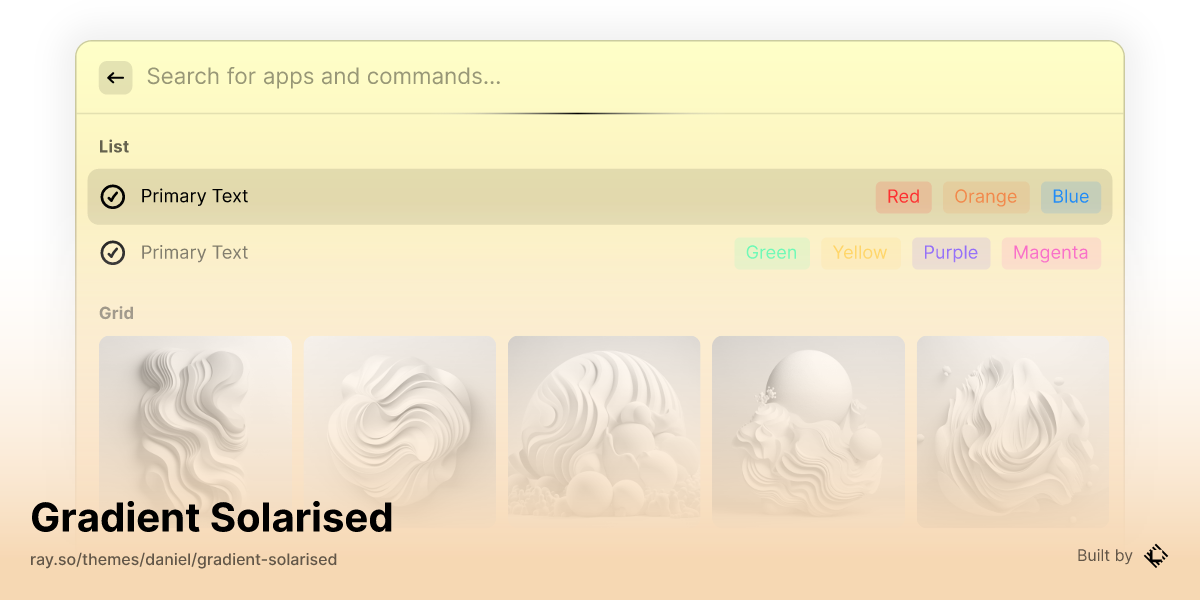 Search for apps and commands...
List
Primary Text Red Orange Blue
Primary Text Green Yellow Purple Magenta
Grid
Gradient Solarised
ray.so/themes/daniel/gradient-solarised
Built by